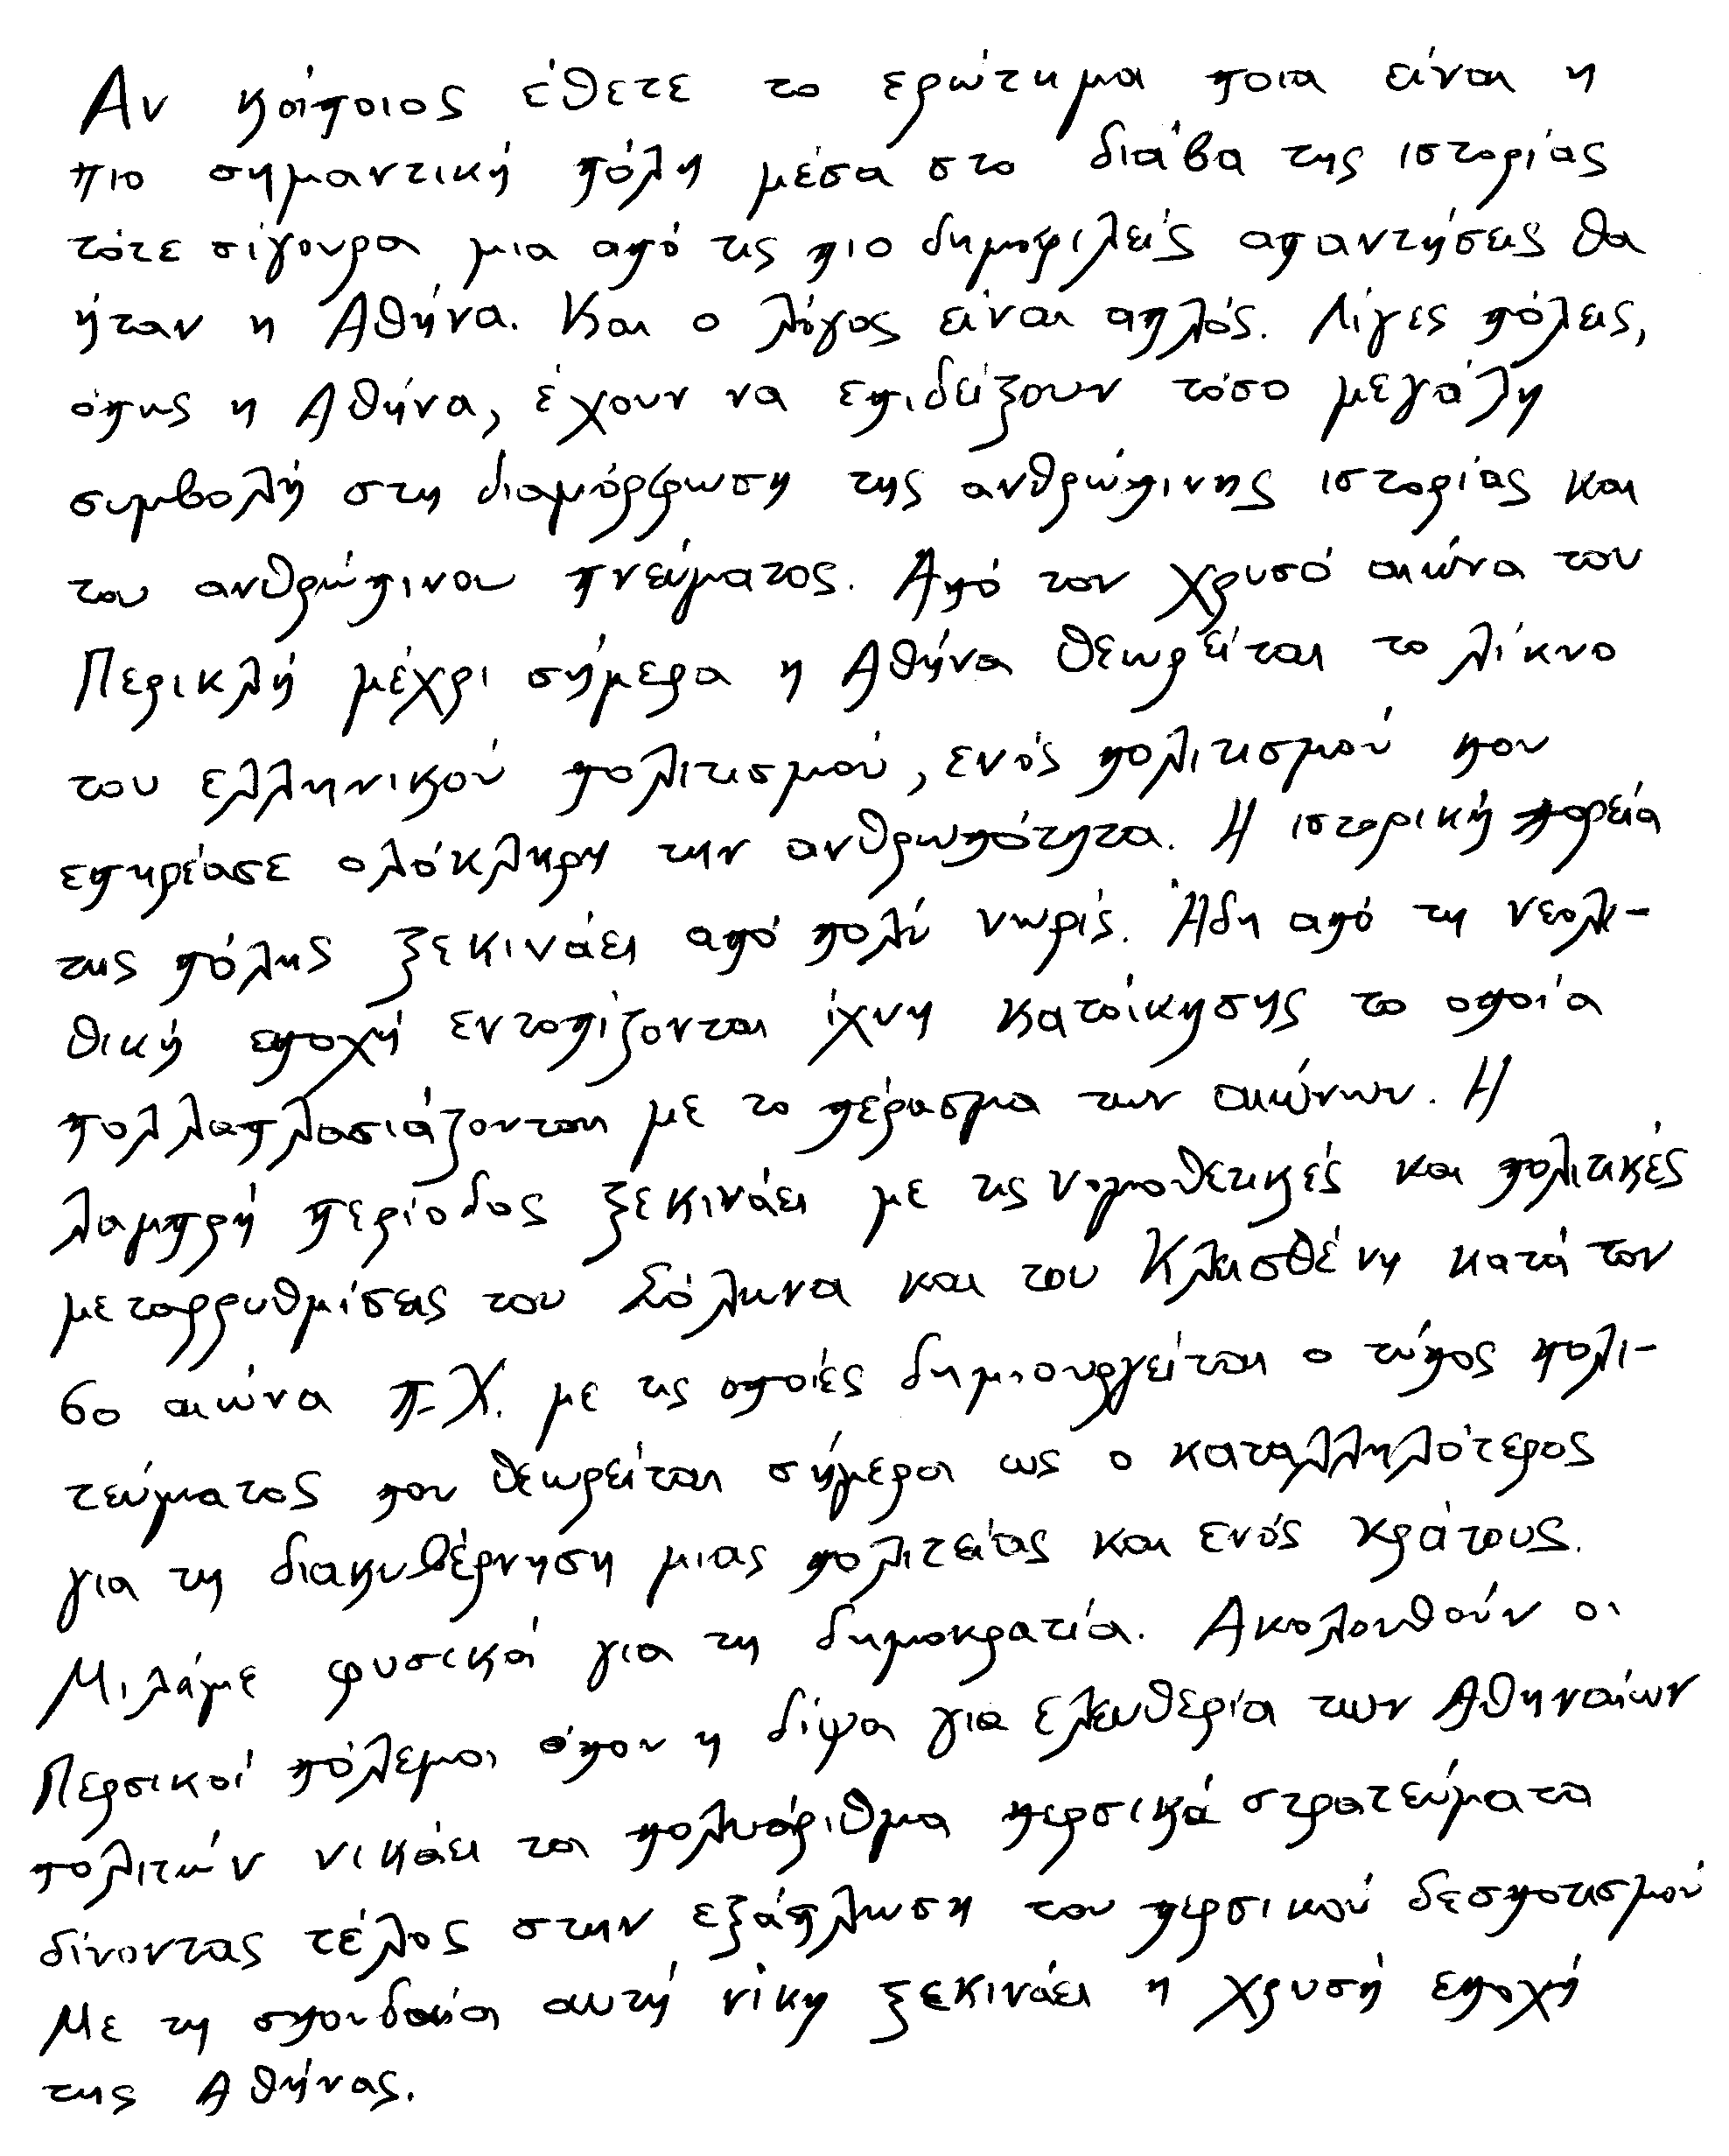 Αν κάποιος έθετε το ερώτημα ποια είναι η
πιο σημαντική πόλη μέσα στο διάβα της ιστορίας
τότε σίγουρα μια από τις πιο δημοφιλείς απαντήσεις θα
ήταν η Αθήνα. Και ο λόγος είναι απλός. Λίγες πόλεις,
όπως η Αθήνα, έχουν να επιδείξουν τόσο μεγάλη
συμβολή στη διαμόρφωση της ανθρώπινης ιστορίας και
του ανθρώπινου πνεύματος. Από τον χρυσό αιώνα του
Περικλή μέχρι σήμερα η Αθήνα θεωρείται το λίκνο
του ελληνικού πολιτισμού, ενός πολιτισμού που
επηρέασε ολόκληρη την ανθρωπότητα. Η ιστορική πορεία
της πόλης ξεκινάει από πολύ νωρίς. Ήδη από τη νεολι-
θική εποχή εντοπίζονται ίχνη κατοίκησης το οποία
πολλαπλασιάζονται με το πέρασμα των αιώνων. Η
λαμπρή περίοδος ξεκινάει με τις νομοθετικές και πολιτικές
μεταρρυθμίσεις του Σόλωνα και του Κλεισθένη κατά τον
6ο αιώνα π.Χ. με τις οποίες δημιουργείται ο τύπος πολι-
τεύματος που θεωρείται σήμερα ως ο καταλληλότερος
για τη διακυβέρνηση μιας πολιτείας και ενός κράτους.
Μιλάμε φυσικά για τη δημοκρατία. Ακολουθούν οι
Περσικοί πόλεμοι όπου η δίψα για ελευθερία των Αθηναίων
πολιτών νικάει τα πολυάριθμα περσικά στρατεύματα
δίνοντας τέλος στην εξάπλωση του περσικού δεσποτισμού
Με τη σπουδαία αυτή νίκη ξεκινάει η χρυσή εποχή
της Αθήνας.